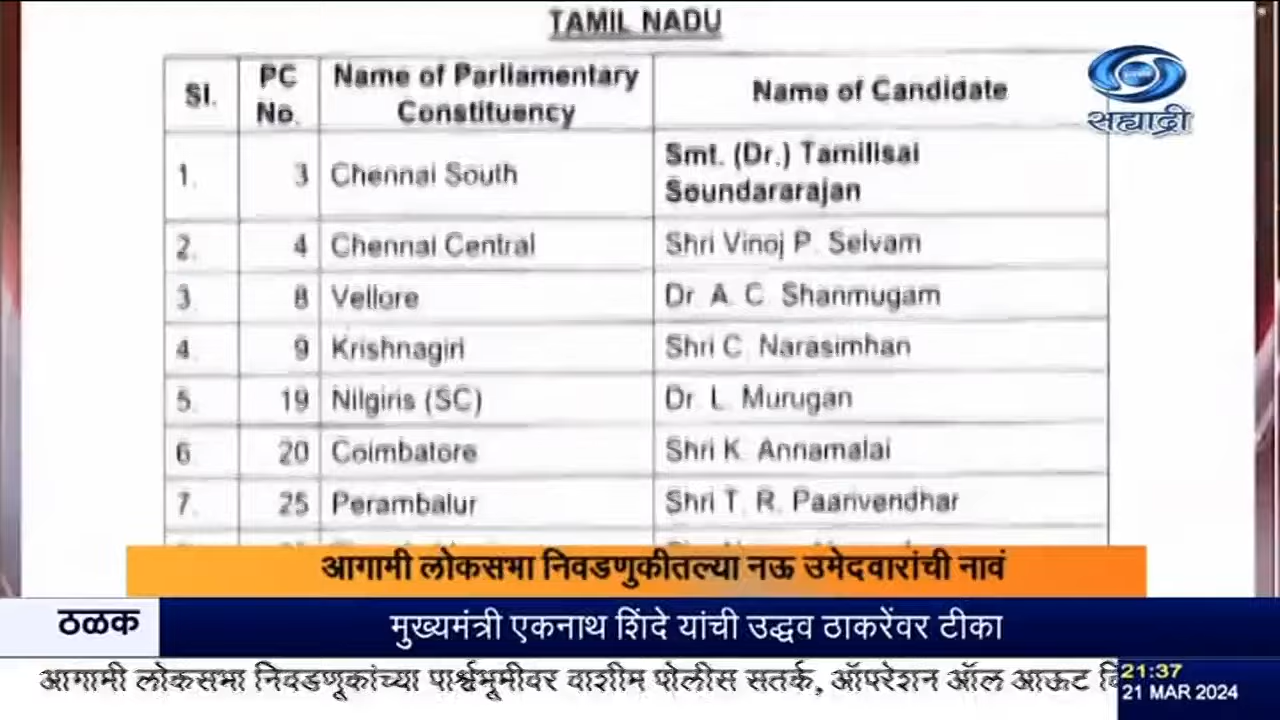 TAMIL NADU
Sl. PC No. Name of Parliamentary Constituency Name of Candidate
1. 3 Chennai South Smt. (Dr.) Tamilisai Soundararajan
2. 4 Chennai Central Shri Vinoj P. Selvam
3. 8 Vellore Dr. A. C. Shanmugam
4. 9 Krishnagiri Shri C. Narasimhan
5. 19 Nilgiris (SC) Dr. L. Murugan
6 20 Coimbatore Shri K. Annamalai
7. 25 Perambalur Shri T. R. Paarivendhar
सह्याद्री
आगामी लोकसभा निवडणुकीतल्या नऊ उमेदवारांची नावं
ठळक मुख्यमंत्री एकनाथ शिंदे यांची उद्धव ठाकरेंवर टीका
आगामी लोकसभा निवडणूकांच्या पार्श्वभूमीवर वाशीम पोलीस सतर्क, ऑपरेशन ऑल आऊट
21:37
21 MAR 2024